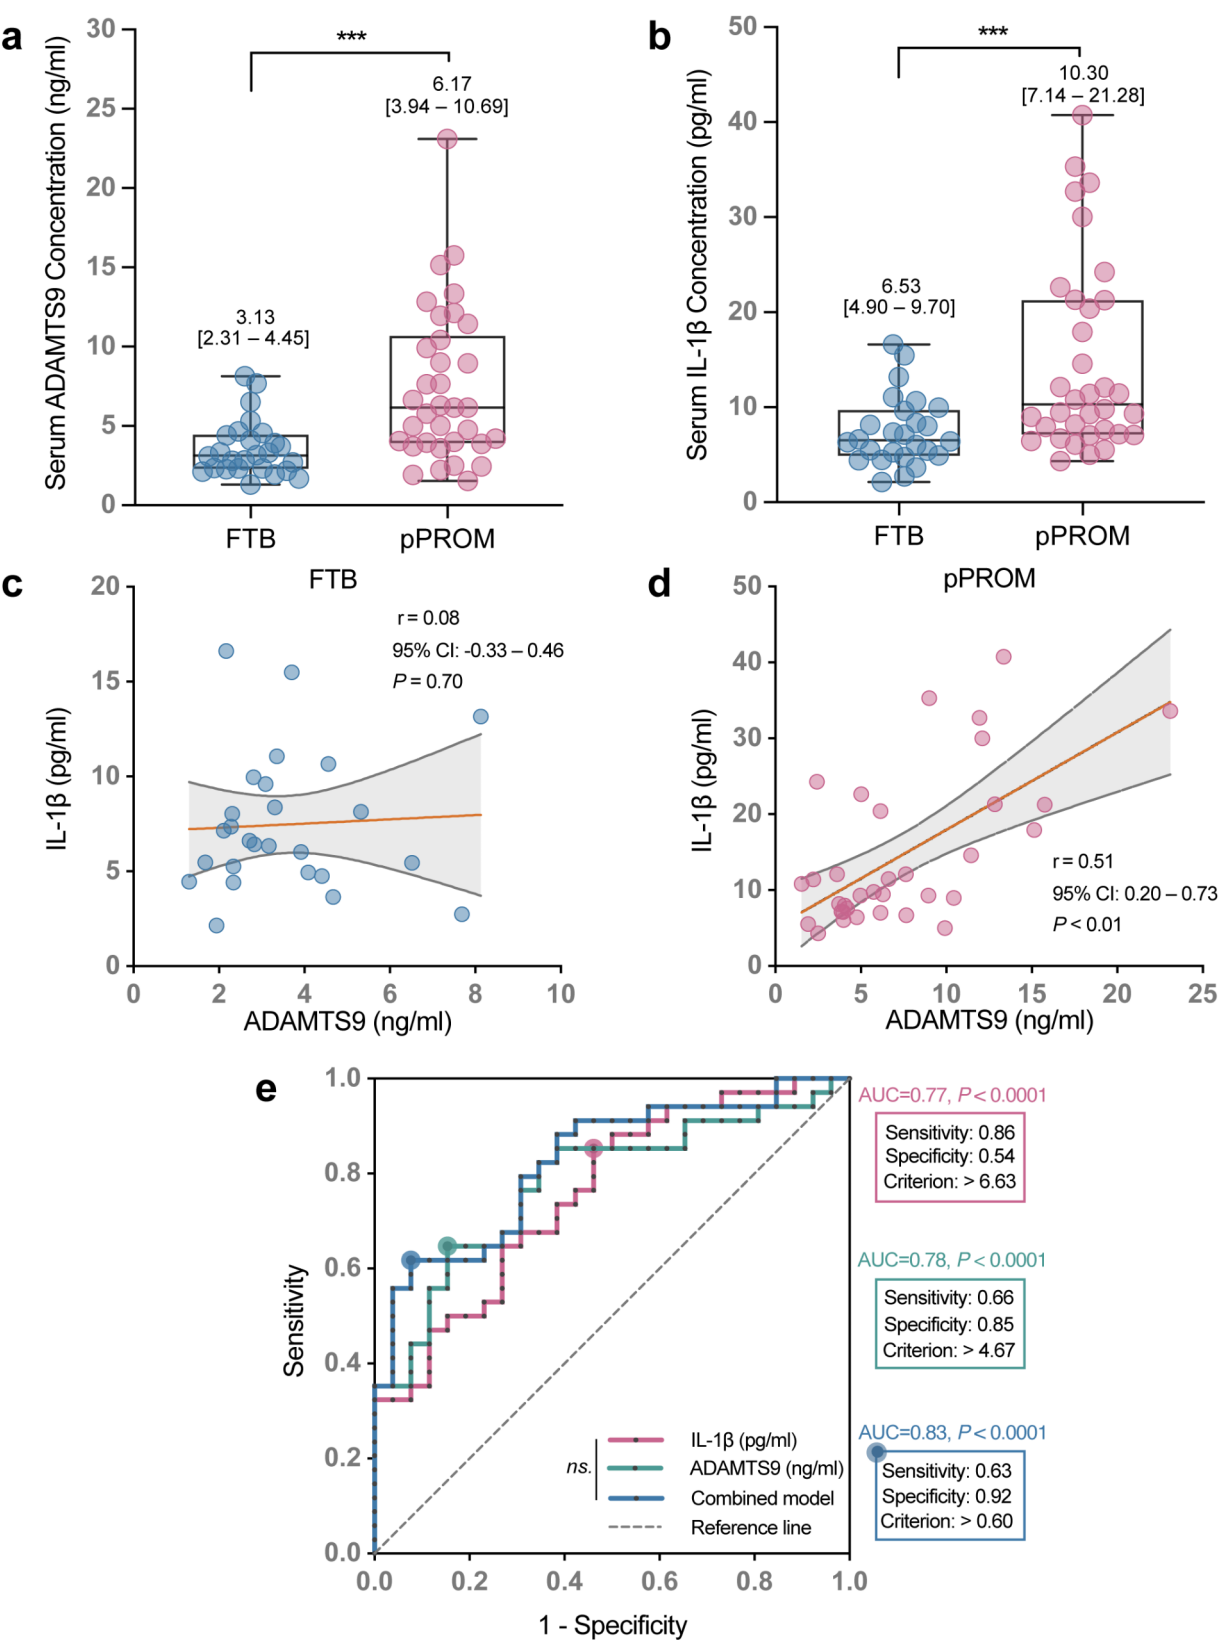 a
Serum ADAMTS9 Concentration (ng/ml)
30
25
20
15
10
5
0
***
3.13
[2.31 – 4.45]
6.17
[3.94 – 10.69]
FTB
pPROM
b
Serum IL-1β Concentration (pg/ml)
50
40
30
20
10
0
***
6.53
[4.90 – 9.70]
10.30
[7.14 – 21.28]
FTB
pPROM
c
FTB
IL-1β (pg/ml)
20
15
10
5
0
r = 0.08
95% CI: -0.33 – 0.46
P = 0.70
0
2
4
6
8
10
ADAMTS9 (ng/ml)
d
pPROM
IL-1β (pg/ml)
50
40
30
20
10
0
r = 0.51
95% CI: 0.20 – 0.73
P < 0.01
0
5
10
15
20
25
ADAMTS9 (ng/ml)
e
Sensitivity
1.0
0.8
0.6
0.4
0.2
0.0
ns.
IL-1β (pg/ml)
ADAMTS9 (ng/ml)
Combined model
Reference line
0.0
0.2
0.4
0.6
0.8
1.0
1 - Specificity
AUC=0.77, P < 0.0001
Sensitivity: 0.86
Specificity: 0.54
Criterion: > 6.63
AUC=0.78, P < 0.0001
Sensitivity: 0.66
Specificity: 0.85
Criterion: > 4.67
AUC=0.83, P < 0.0001
Sensitivity: 0.63
Specificity: 0.92
Criterion: > 0.60